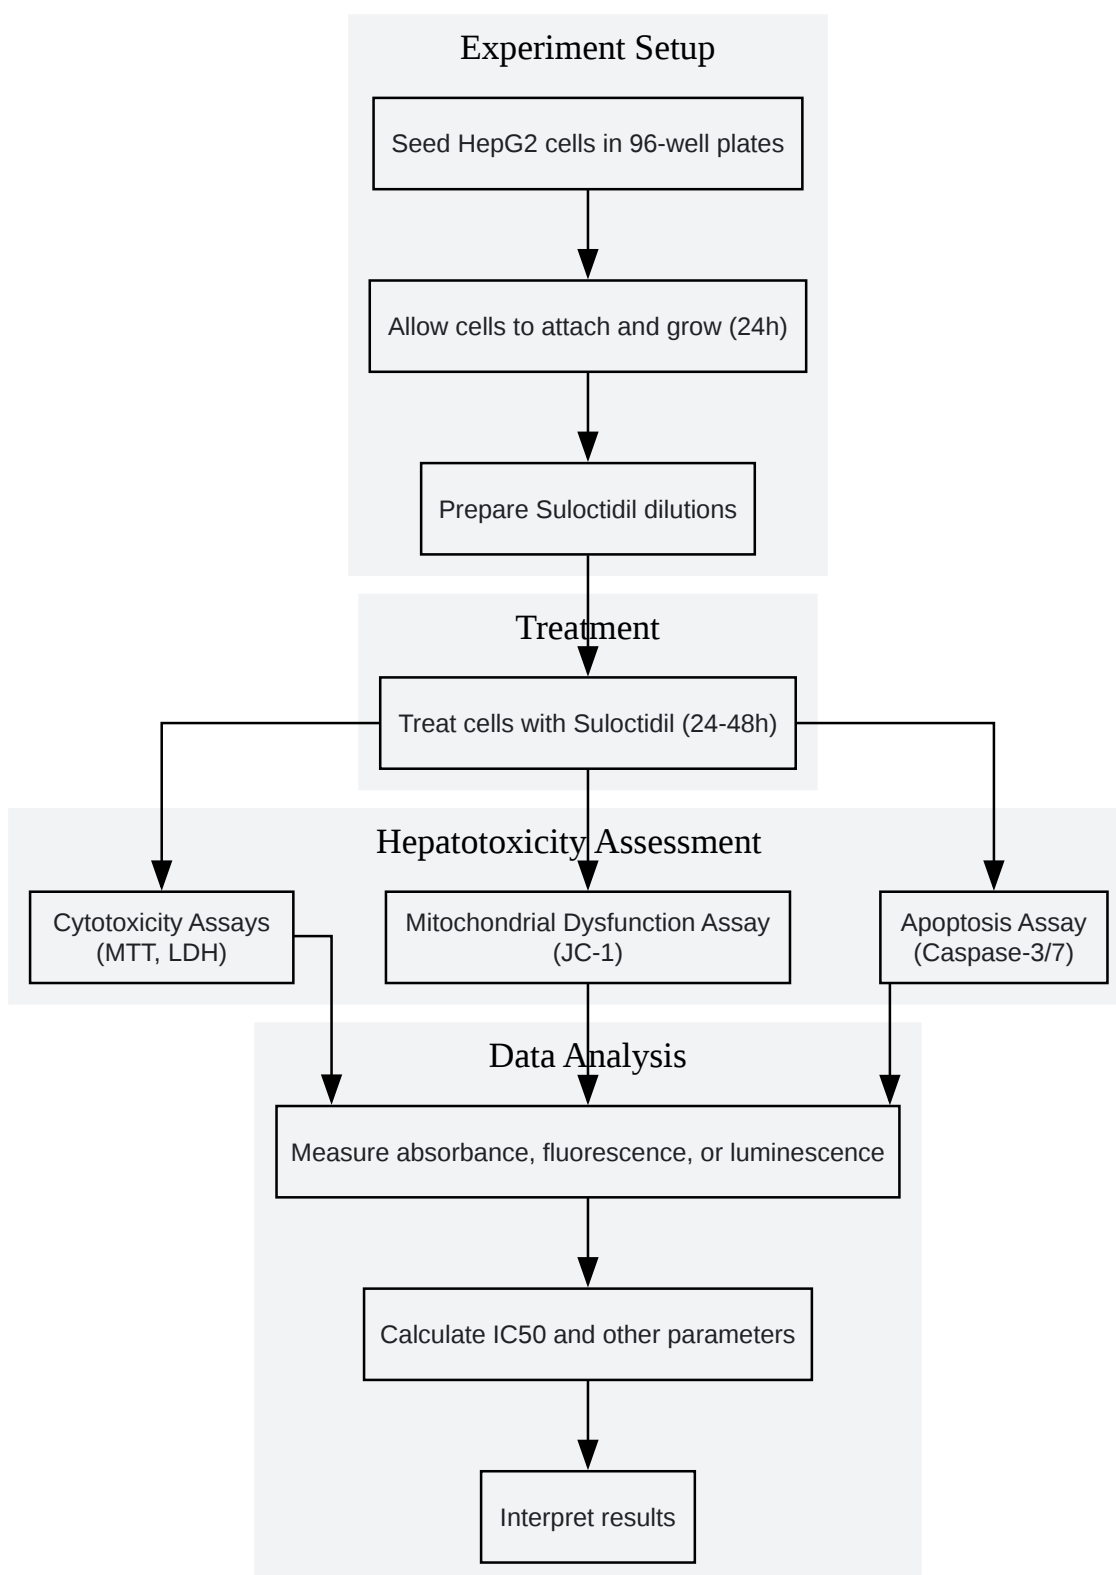 Experiment Setup
Seed HepG2 cells in 96-well plates
Allow cells to attach and grow (24h)
Prepare Suloctidil dilutions
Treatment
Treat cells with Suloctidil (24-48h)
Hepatotoxicity Assessment
Cytotoxicity Assays
(MTT, LDH)
Mitochondrial Dysfunction Assay
(JC-1)
Apoptosis Assay
(Caspase-3/7)
Data Analysis
Measure absorbance, fluorescence, or luminescence
Calculate IC50 and other parameters
Interpret results